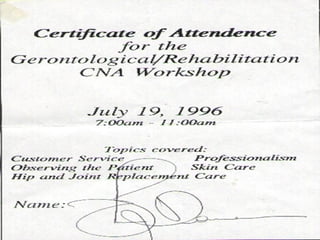 Certificate of Attendence
for the
Gerontological/Rehabilitation
CNA Workshop
July 19, 1996
7:00am - 11:00am
Topics covered:
Customer Service Professionalism
Observing the Patient Skin Care
Hip and Joint Replacement Care
Name: